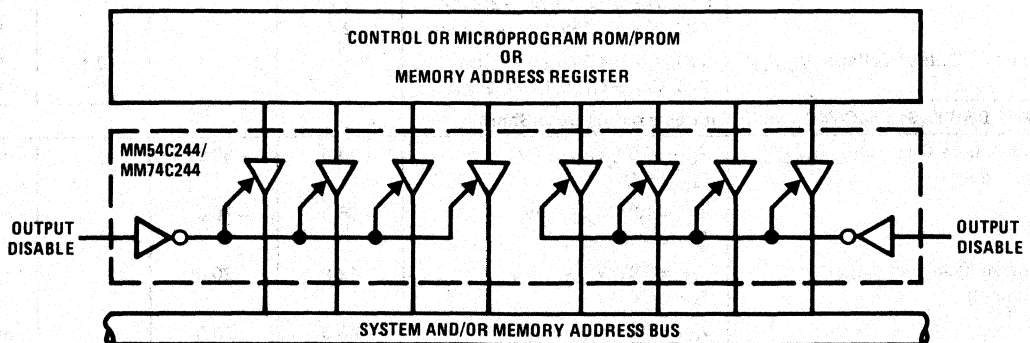 CONTROL OR MICROPROGRAM ROM/PROM
OR
MEMORY ADDRESS REGISTER
MM54C244/
MM74C244
OUTPUT
DISABLE
OUTPUT
DISABLE
SYSTEM AND/OR MEMORY ADDRESS BUS